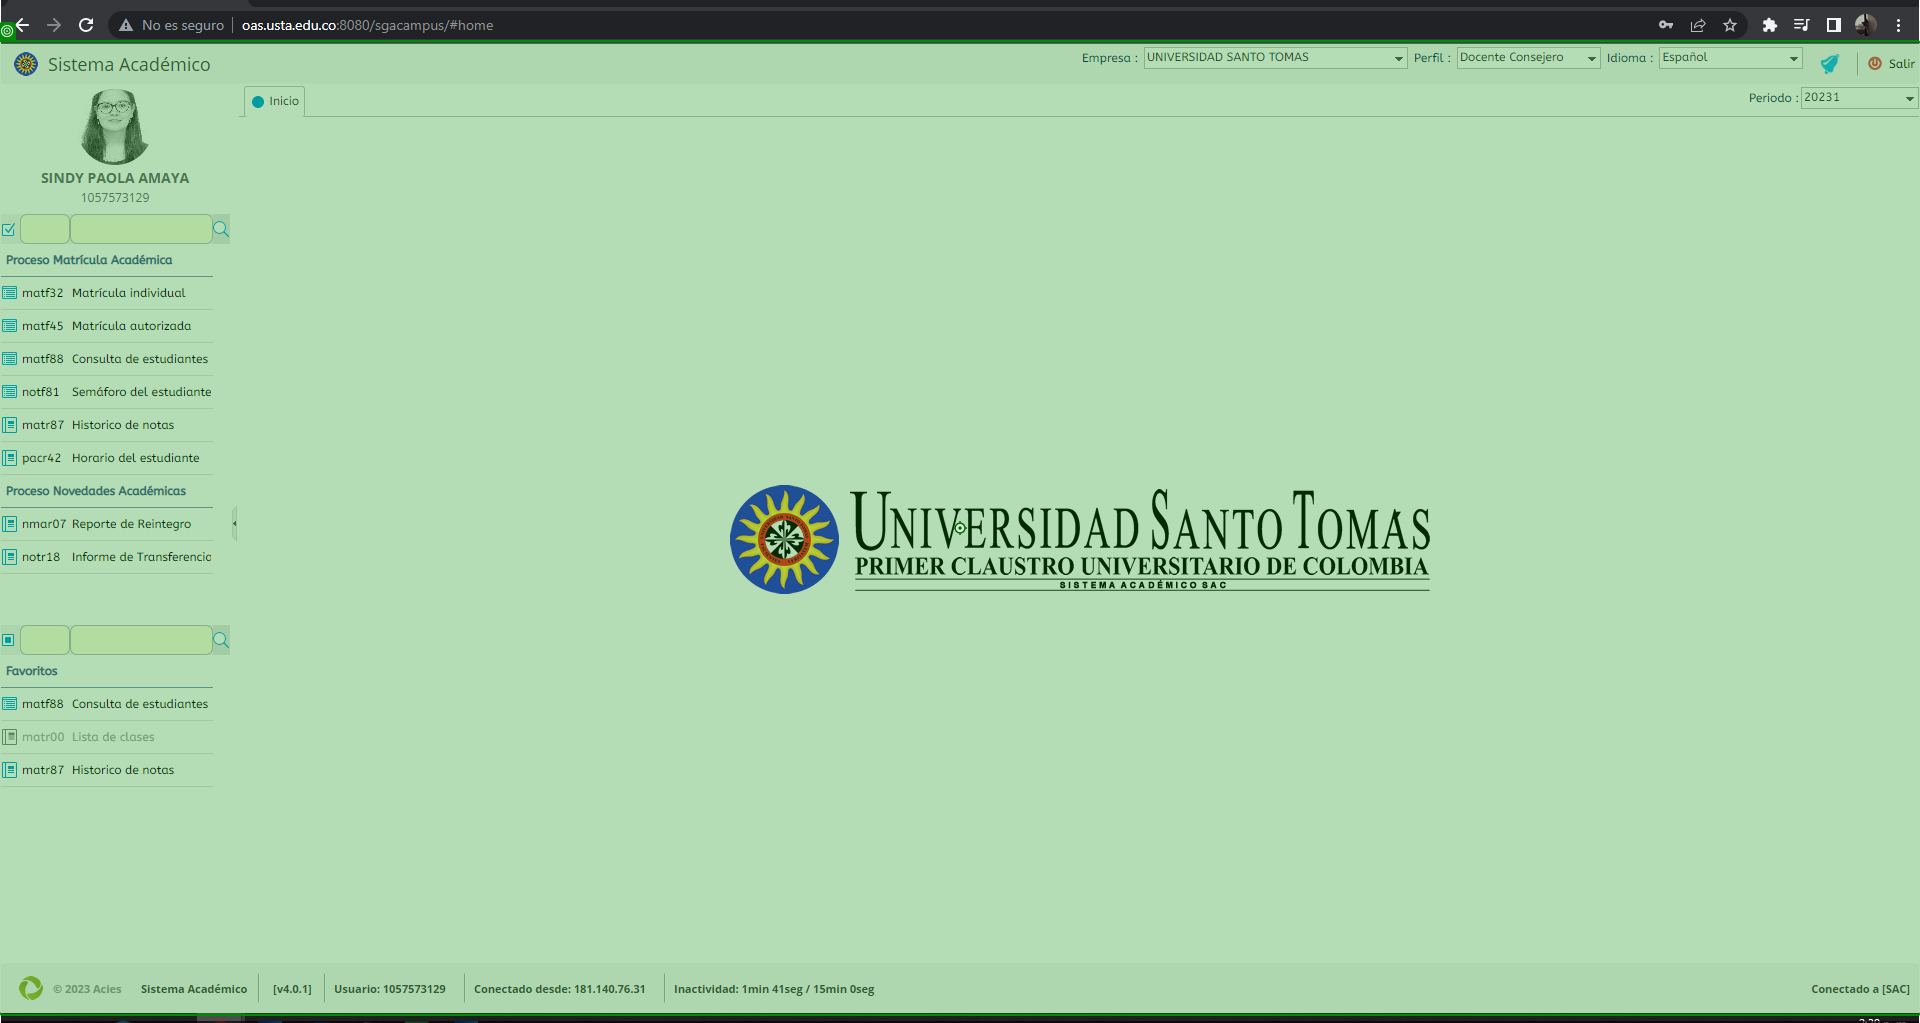 No es seguro | oas.usta.edu.co:8080/sgacampus/#home
Sistema Académico
Empresa : UNIVERSIDAD SANTO TOMAS Perfil : Docente Consejero Idioma : Español Salir
Inicio
Periodo : 20231
SINDY PAOLA AMAYA
1057573129
Proceso Matrícula Académica
matf32 Matrícula individual
matf45 Matrícula autorizada
matf88 Consulta de estudiantes
notf81 Semáforo del estudiante
matr87 Historico de notas
pacr42 Horario del estudiante
Proceso Novedades Académicas
nmar07 Reporte de Reintegro
notr18 Informe de Transferencia
Favoritos
matf88 Consulta de estudiantes
matr00 Lista de clases
matr87 Historico de notas
UNIVERSIDAD SANTO TOMÁS
PRIMER CLAUSTRO UNIVERSITARIO DE COLOMBIA
SISTEMA ACADÉMICO SAC
© 2023 Acies Sistema Académico [v4.0.1] Usuario: 1057573129 Conectado desde: 181.140.76.31 Inactividad: 1min 41seg / 15min 0seg Conectado a [SAC]